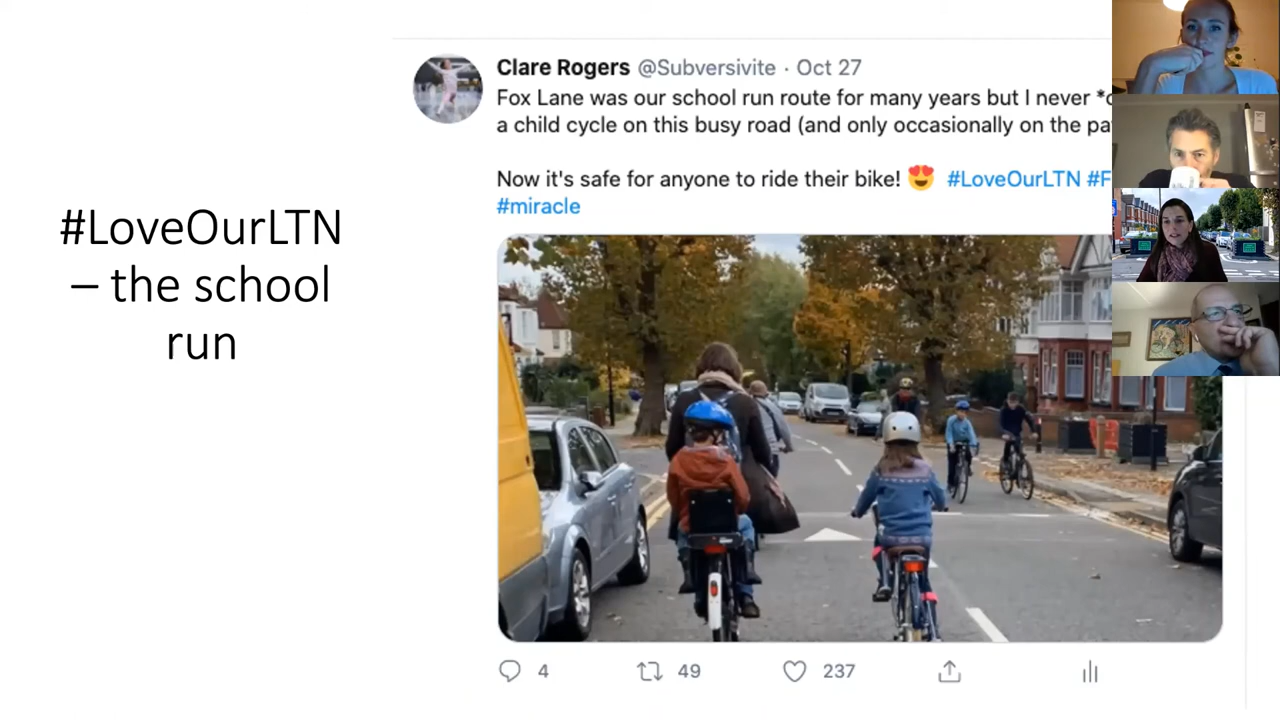 #LoveOurLTN
– the school
run
Clare Rogers @Subversivite · Oct 27
Fox Lane was our school run route for many years but I never
a child cycle on this busy road (and only occasionally on the
Now it's safe for anyone to ride their bike! 😍 #LoveOurLTN
#miracle
4 49 237